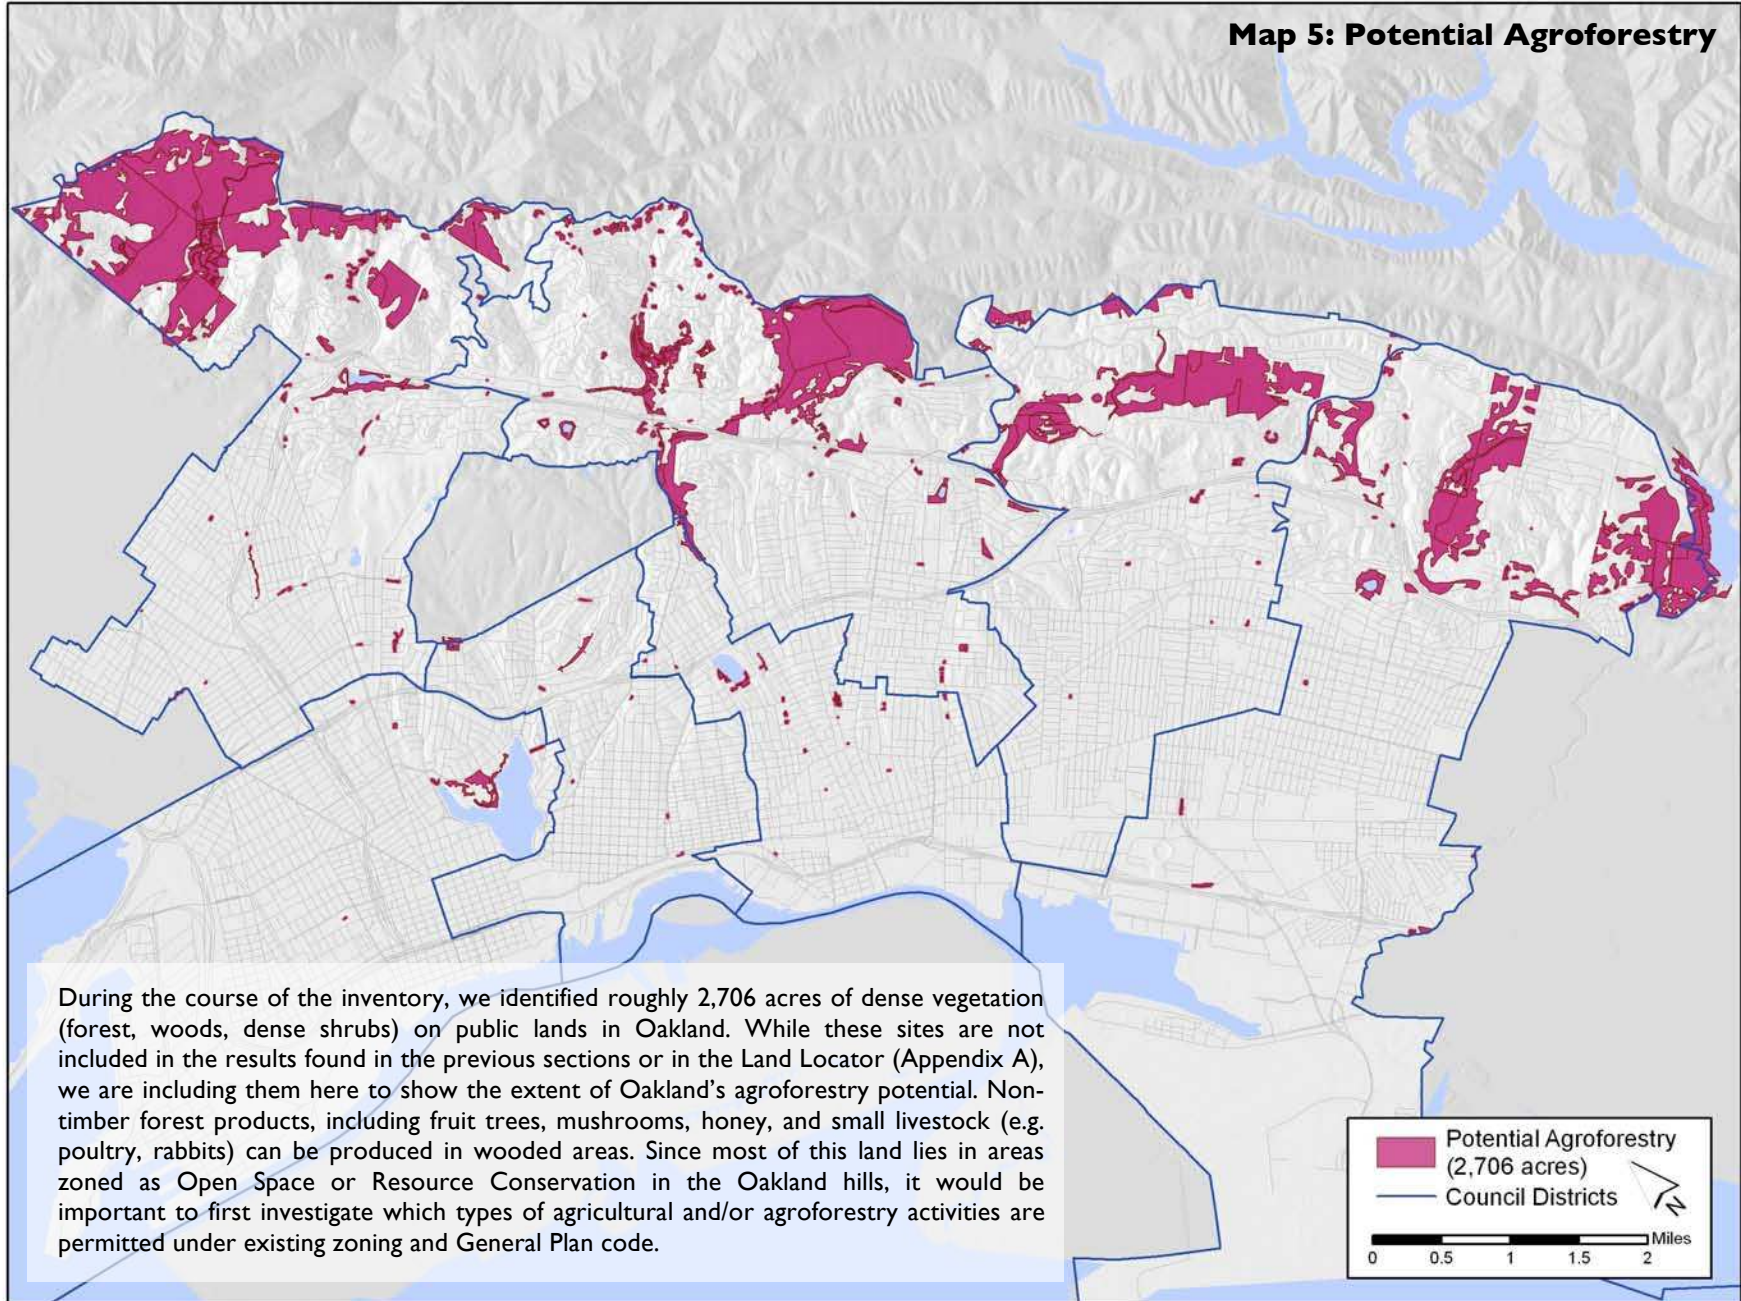 Map 5: Potential Agroforestry
During the course of the inventory, we identified roughly 2,706 acres of dense vegetation
(forest, woods, dense shrubs) on public lands in Oakland. While these sites are not
included in the results found in the previous sections or in the Land Locator (Appendix A),
we are including them here to show the extent of Oakland’s agroforestry potential. Non-
timber forest products, including fruit trees, mushrooms, honey, and small livestock (e.g.
poultry, rabbits) can be produced in wooded areas. Since most of this land lies in areas
zoned as Open Space or Resource Conservation in the Oakland hills, it would be
important to first investigate which types of agricultural and/or agroforestry activities are
permitted under existing zoning and General Plan code.
Potential Agroforestry
(2,706 acres)
Council Districts
N
Miles
0 0.5 1 1.5 2